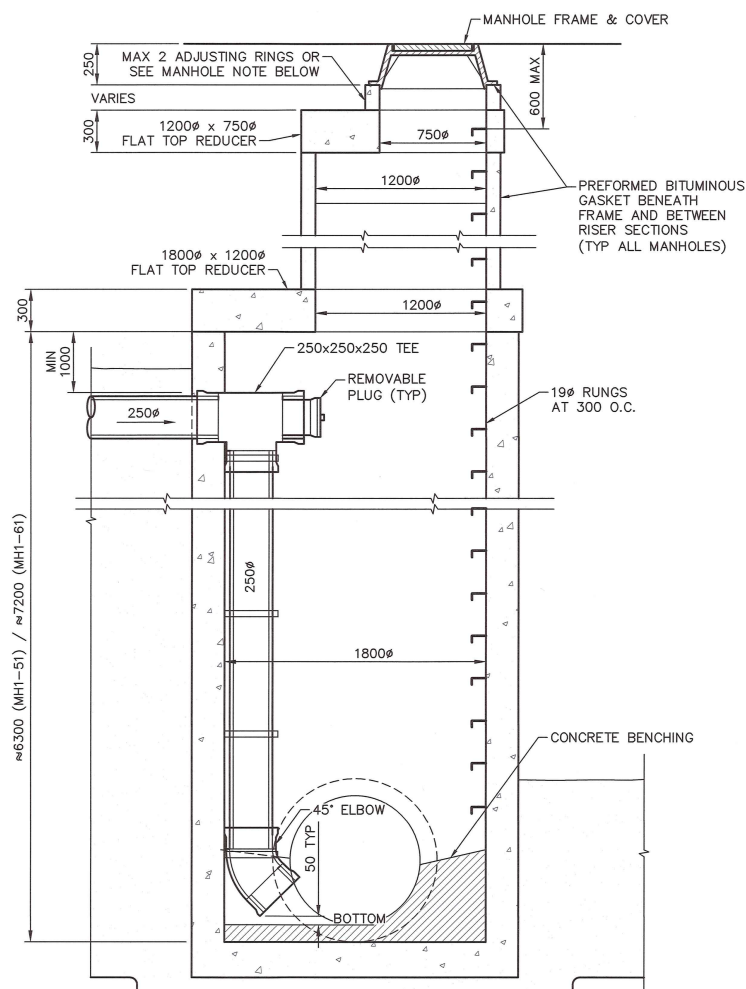 MANHOLE FRAME & COVER
250
MAX 2 ADJUSTING RINGS OR
SEE MANHOLE NOTE BELOW
600 MAX
VARIES
300
1200ø x 750ø
FLAT TOP REDUCER
750ø
1200ø
PREFORMED BITUMINOUS
GASKET BENEATH
FRAME AND BETWEEN
RISER SECTIONS
(TYP ALL MANHOLES)
1800ø x 1200ø
FLAT TOP REDUCER
300
1200ø
MIN
1000
250x250x250 TEE
REMOVABLE
PLUG (TYP)
250ø
19ø RUNGS
AT 300 O.C.
≈6300 (MH1-51) / ≈7200 (MH1-61)
250ø
1800ø
CONCRETE BENCHING
45° ELBOW
50 TYP
BOTTOM